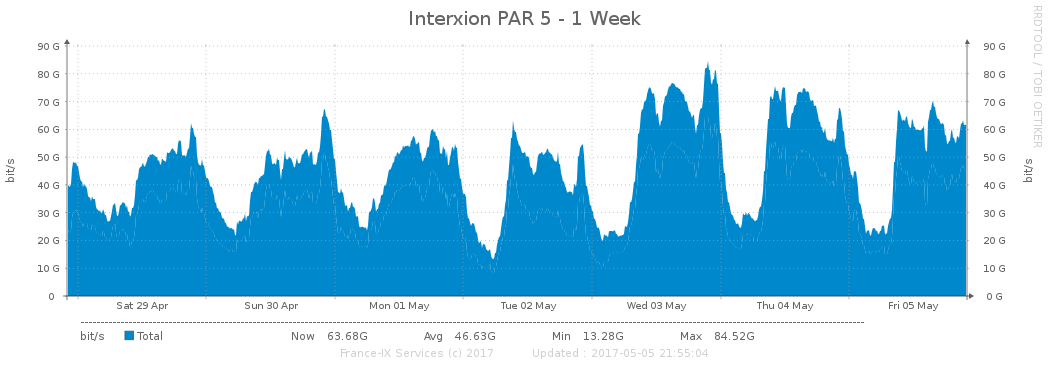 Interxion PAR 5 - 1 Week
RRDTOOL / TOBI OETIKER
90 G 90 G
80 G 80 G
70 G 70 G
60 G 60 G
50 G 50 G
40 G 40 G
30 G 30 G
20 G 20 G
10 G 10 G
0 0 G
bit/s
bit/s
Sat 29 Apr Sun 30 Apr Mon 01 May Tue 02 May Wed 03 May Thu 04 May Fri 05 May
bit/s Total Now 63.68G Avg 46.63G Min 13.28G Max 84.52G
France-IX Services (c) 2017 Updated : 2017-05-05 21:55:04